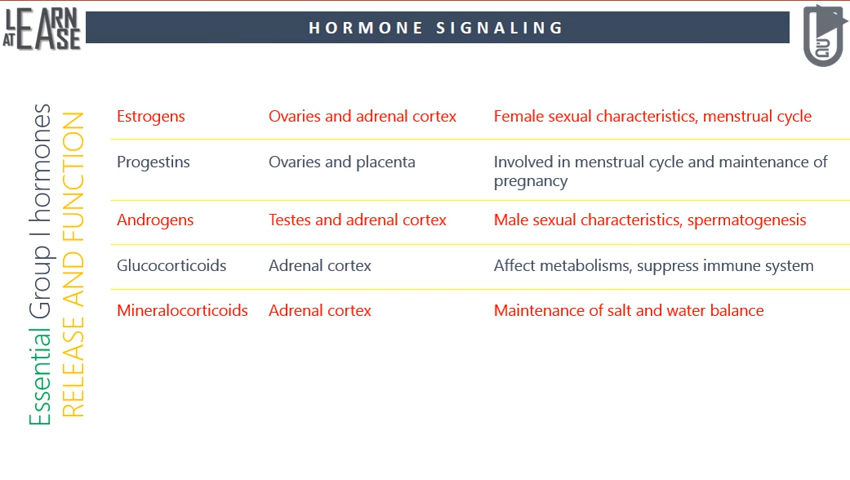 LEARN
AT EASE
HORMONE SIGNALING
Essential Group I hormones
RELEASE AND FUNCTION
Estrogens Ovaries and adrenal cortex Female sexual characteristics, menstrual cycle
Progestins Ovaries and placenta Involved in menstrual cycle and maintenance of
pregnancy
Androgens Testes and adrenal cortex Male sexual characteristics, spermatogenesis
Glucocorticoids Adrenal cortex Affect metabolisms, suppress immune system
Mineralocorticoids Adrenal cortex Maintenance of salt and water balance